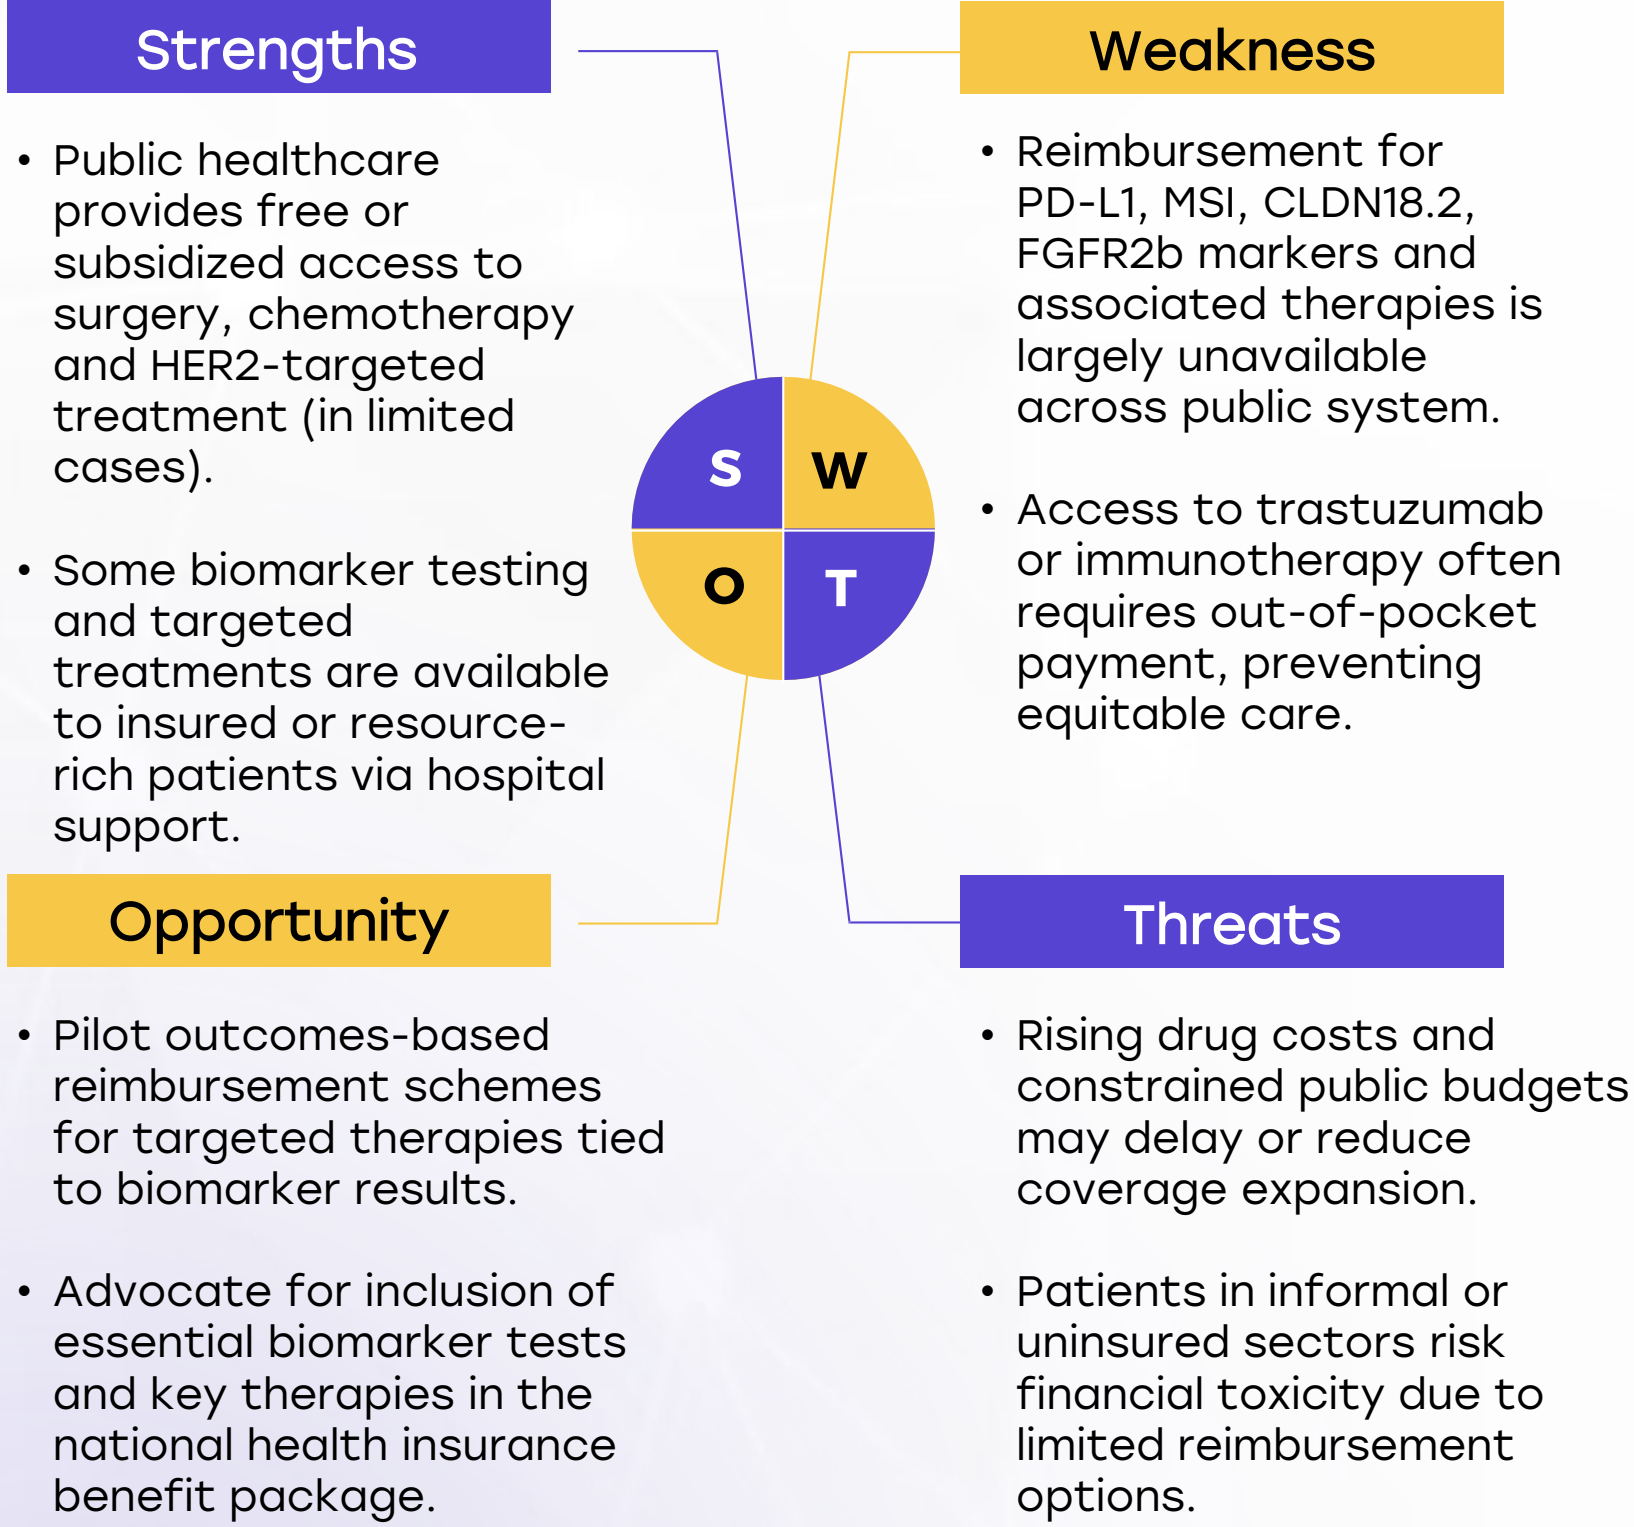 Strengths
• Public healthcare
provides free or
subsidized access to
surgery, chemotherapy
and HER2-targeted
treatment (in limited
cases).
• Some biomarker testing
and targeted
treatments are available
to insured or resource-
rich patients via hospital
support.
Weakness
• Reimbursement for
PD-L1, MSI, CLDN18.2,
FGFR2b markers and
associated therapies is
largely unavailable
across public system.
• Access to trastuzumab
or immunotherapy often
requires out-of-pocket
payment, preventing
equitable care.
S
W
O
T
Opportunity
• Pilot outcomes-based
reimbursement schemes
for targeted therapies tied
to biomarker results.
• Advocate for inclusion of
essential biomarker tests
and key therapies in the
national health insurance
benefit package.
Threats
• Rising drug costs and
constrained public budgets
may delay or reduce
coverage expansion.
• Patients in informal or
uninsured sectors risk
financial toxicity due to
limited reimbursement
options.